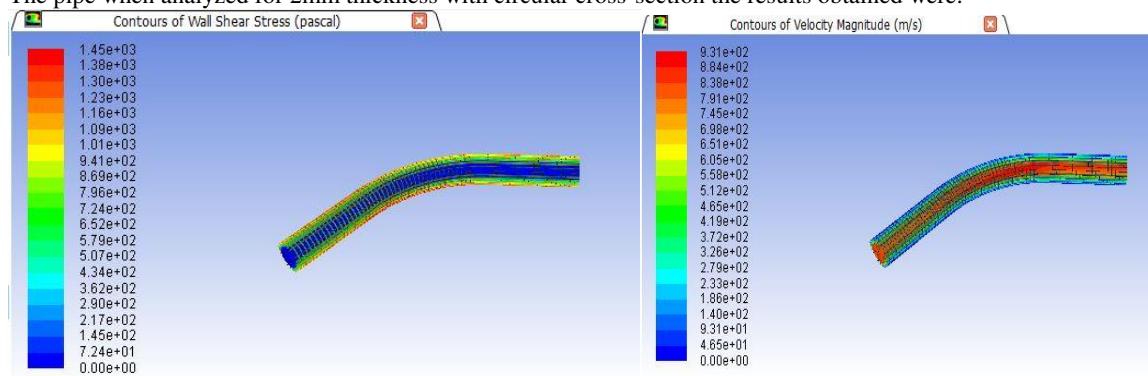 The pipe when analyzed for 2mm thickness with circular cross-section the results obtained were:
Contours of Wall Shear Stress (pascal)
1.45e+03
1.38e+03
1.30e+03
1.23e+03
1.16e+03
1.09e+03
1.01e+03
9.41e+02
8.69e+02
7.96e+02
7.24e+02
6.52e+02
5.79e+02
5.07e+02
4.34e+02
3.62e+02
2.90e+02
2.17e+02
1.45e+02
7.24e+01
0.00e+00
Contours of Velocity Magnitude (m/s)
9.31e+02
8.84e+02
8.38e+02
7.91e+02
7.45e+02
6.98e+02
6.51e+02
6.05e+02
5.58e+02
5.12e+02
4.65e+02
4.19e+02
3.72e+02
3.26e+02
2.79e+02
2.33e+02
1.86e+02
1.40e+02
9.31e+01
4.65e+01
0.00e+00